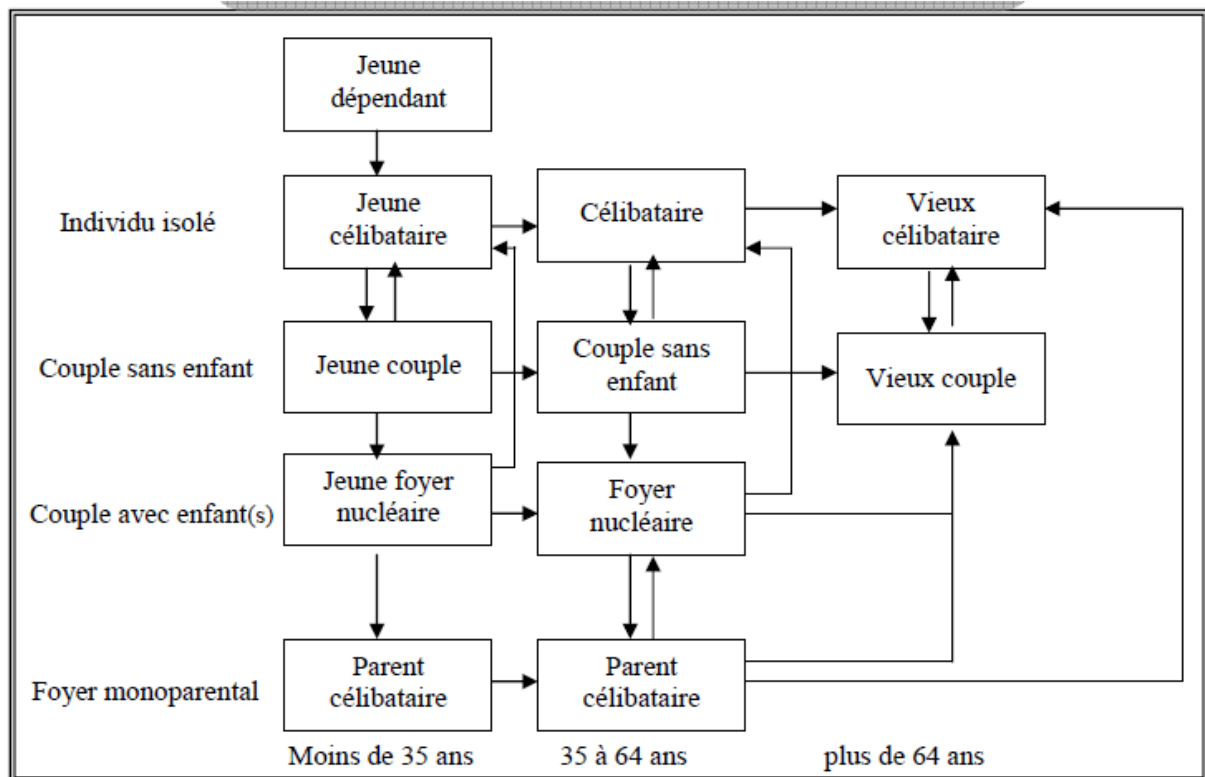 Jeune
dépendant
Individu isolé
Jeune
célibataire
Célibataire
Vieux
célibataire
Couple sans enfant
Jeune couple
Couple sans
enfant
Vieux couple
Couple avec enfant(s)
Jeune foyer
nucléaire
Foyer
nucléaire
Foyer monoparental
Parent
célibataire
Parent
célibataire
Moins de 35 ans
35 à 64 ans
plus de 64 ans